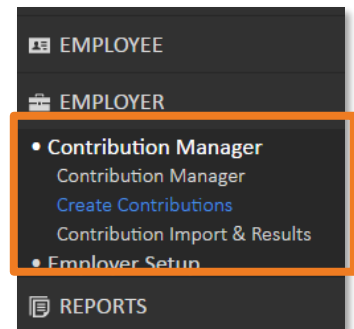 EMPLOYEE
EMPLOYER
• Contribution Manager
Contribution Manager
Create Contributions
Contribution Import & Results
• Employer Setup
REPORTS